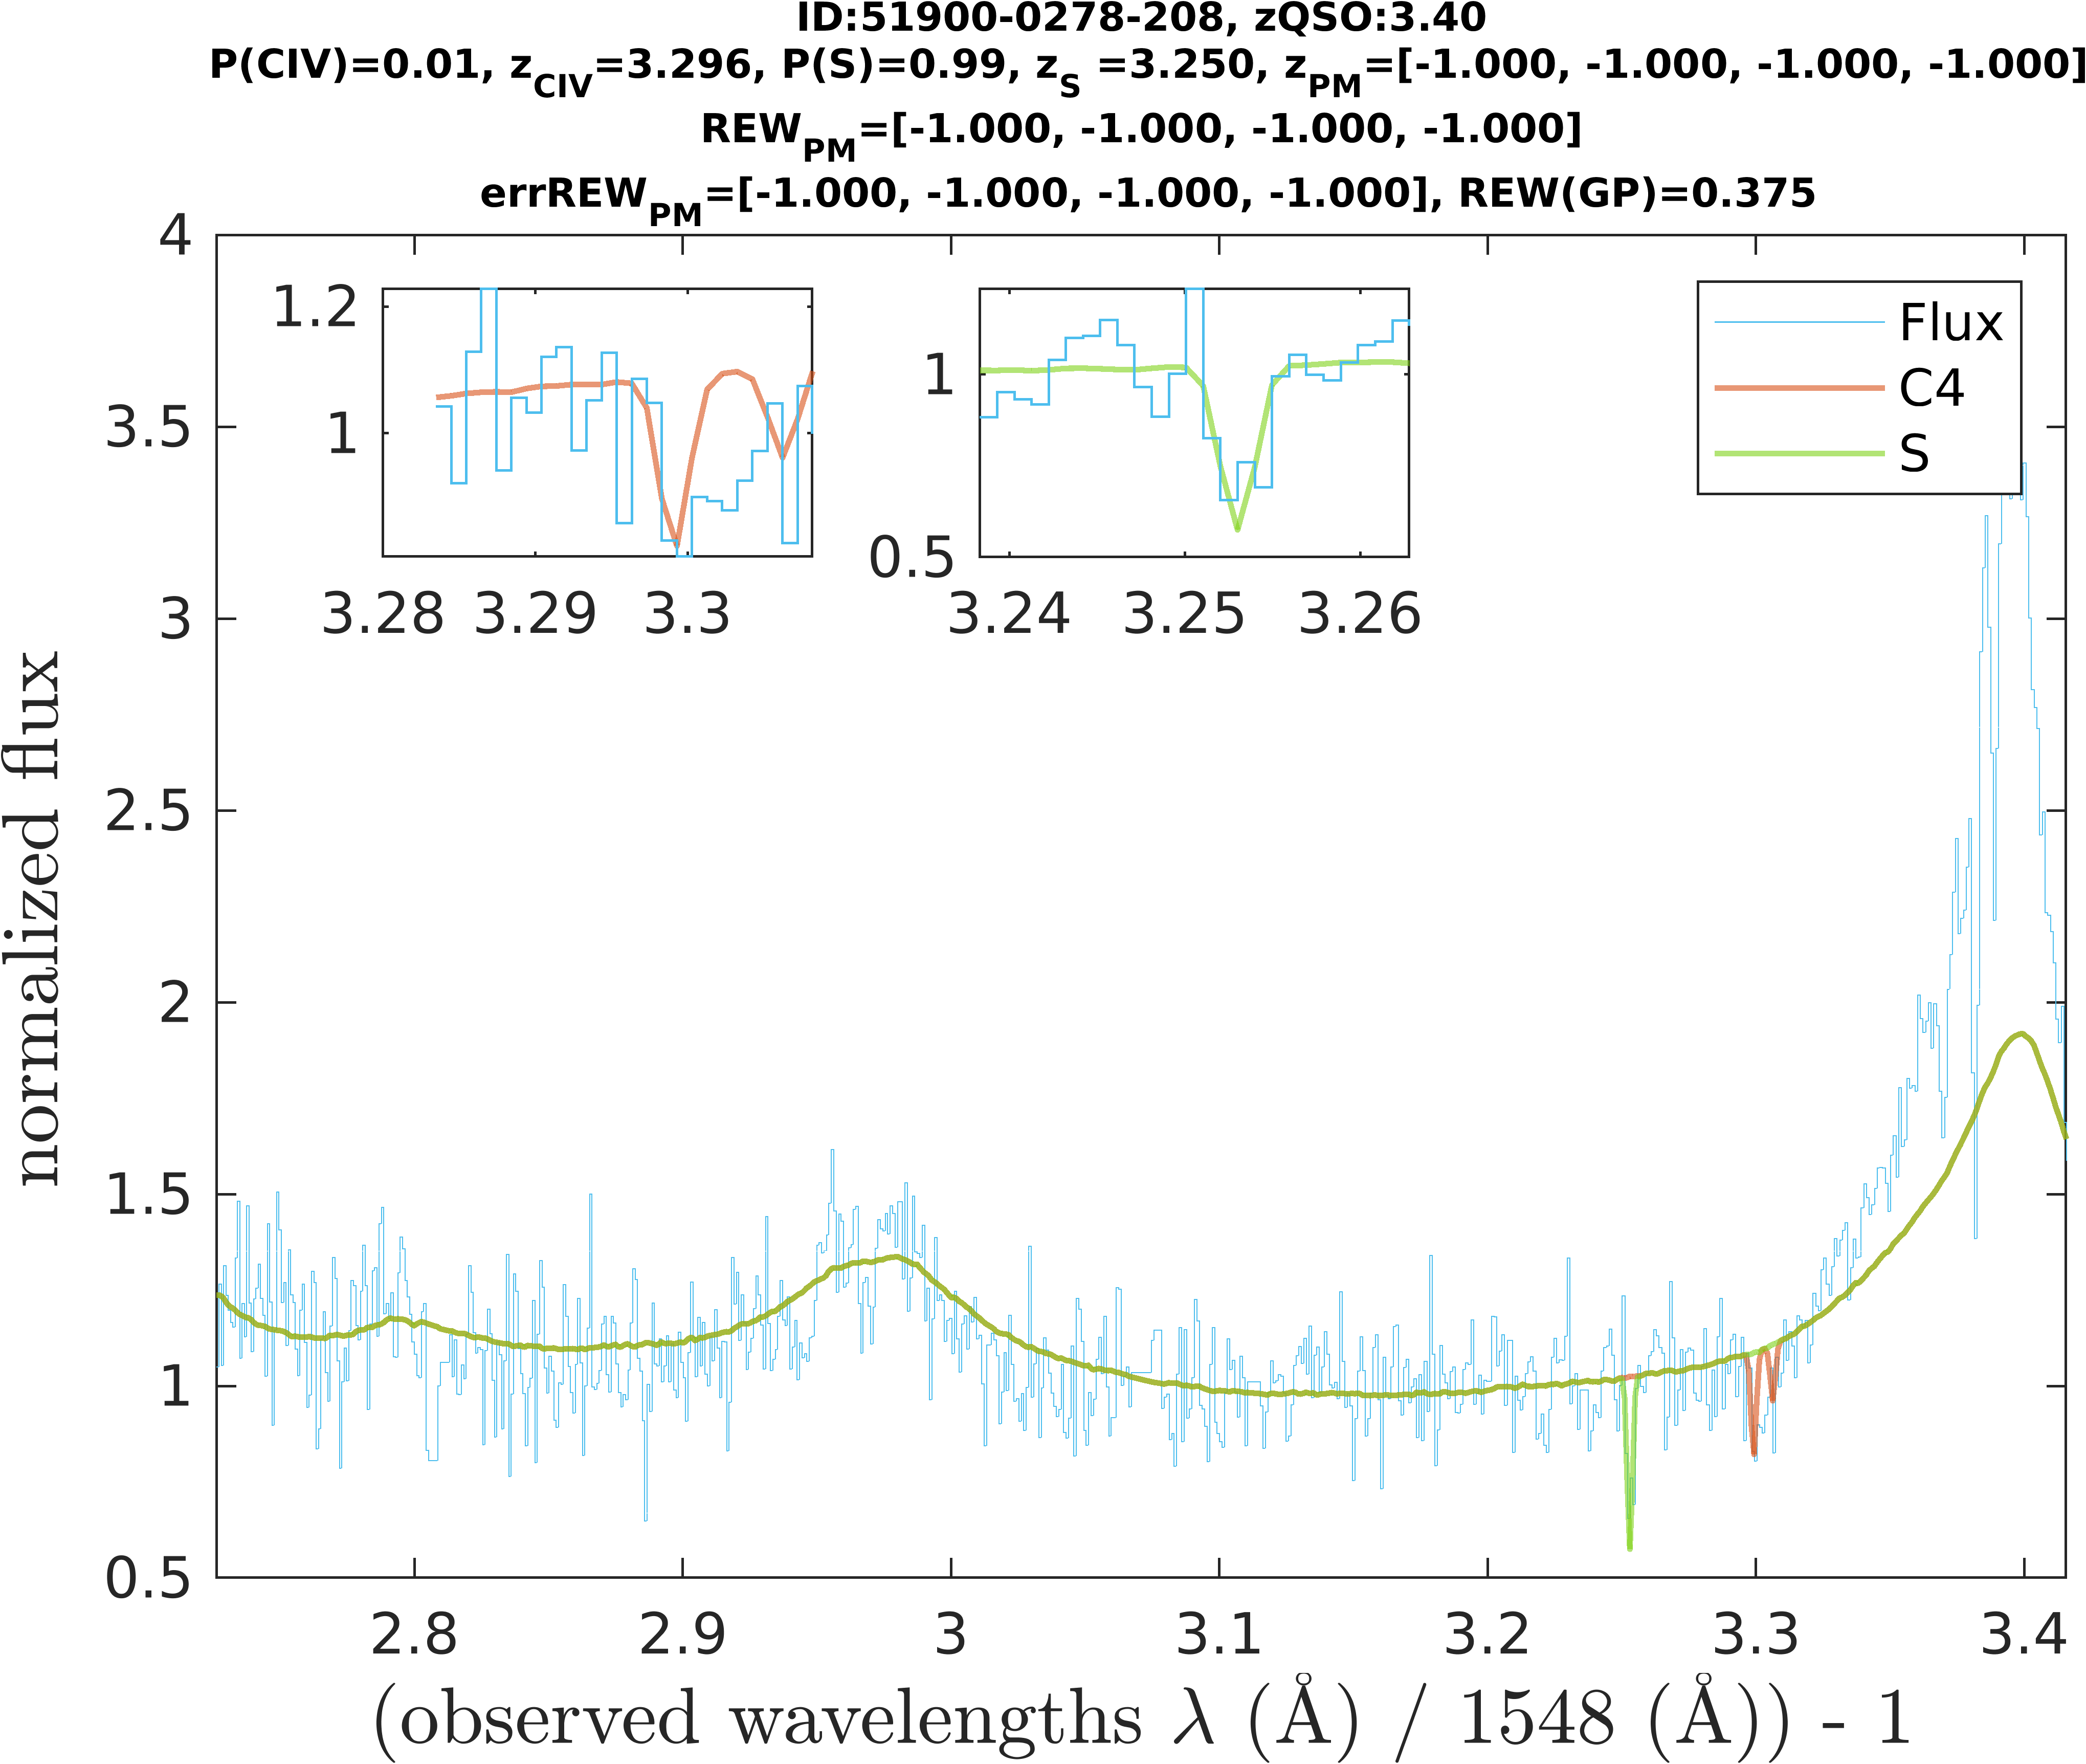 ID:51900-0278-208, zQSO:3.40
P(CIV)=0.01, z_CIV=3.296, P(S)=0.99, z_S =3.250, z_PM=[-1.000, -1.000, -1.000, -1.000]
REW_PM=[-1.000, -1.000, -1.000, -1.000]
errREW_PM=[-1.000, -1.000, -1.000, -1.000], REW(GP)=0.375
4
3.5
3
2.5
2
1.5
1
0.5
normalized flux
1.2
1
3.28 3.29 3.3
1
0.5
3.24 3.25 3.26
Flux
C4
S
2.8 2.9 3 3.1 3.2 3.3 3.4
(observed wavelengths λ (Å) / 1548 (Å)) - 1